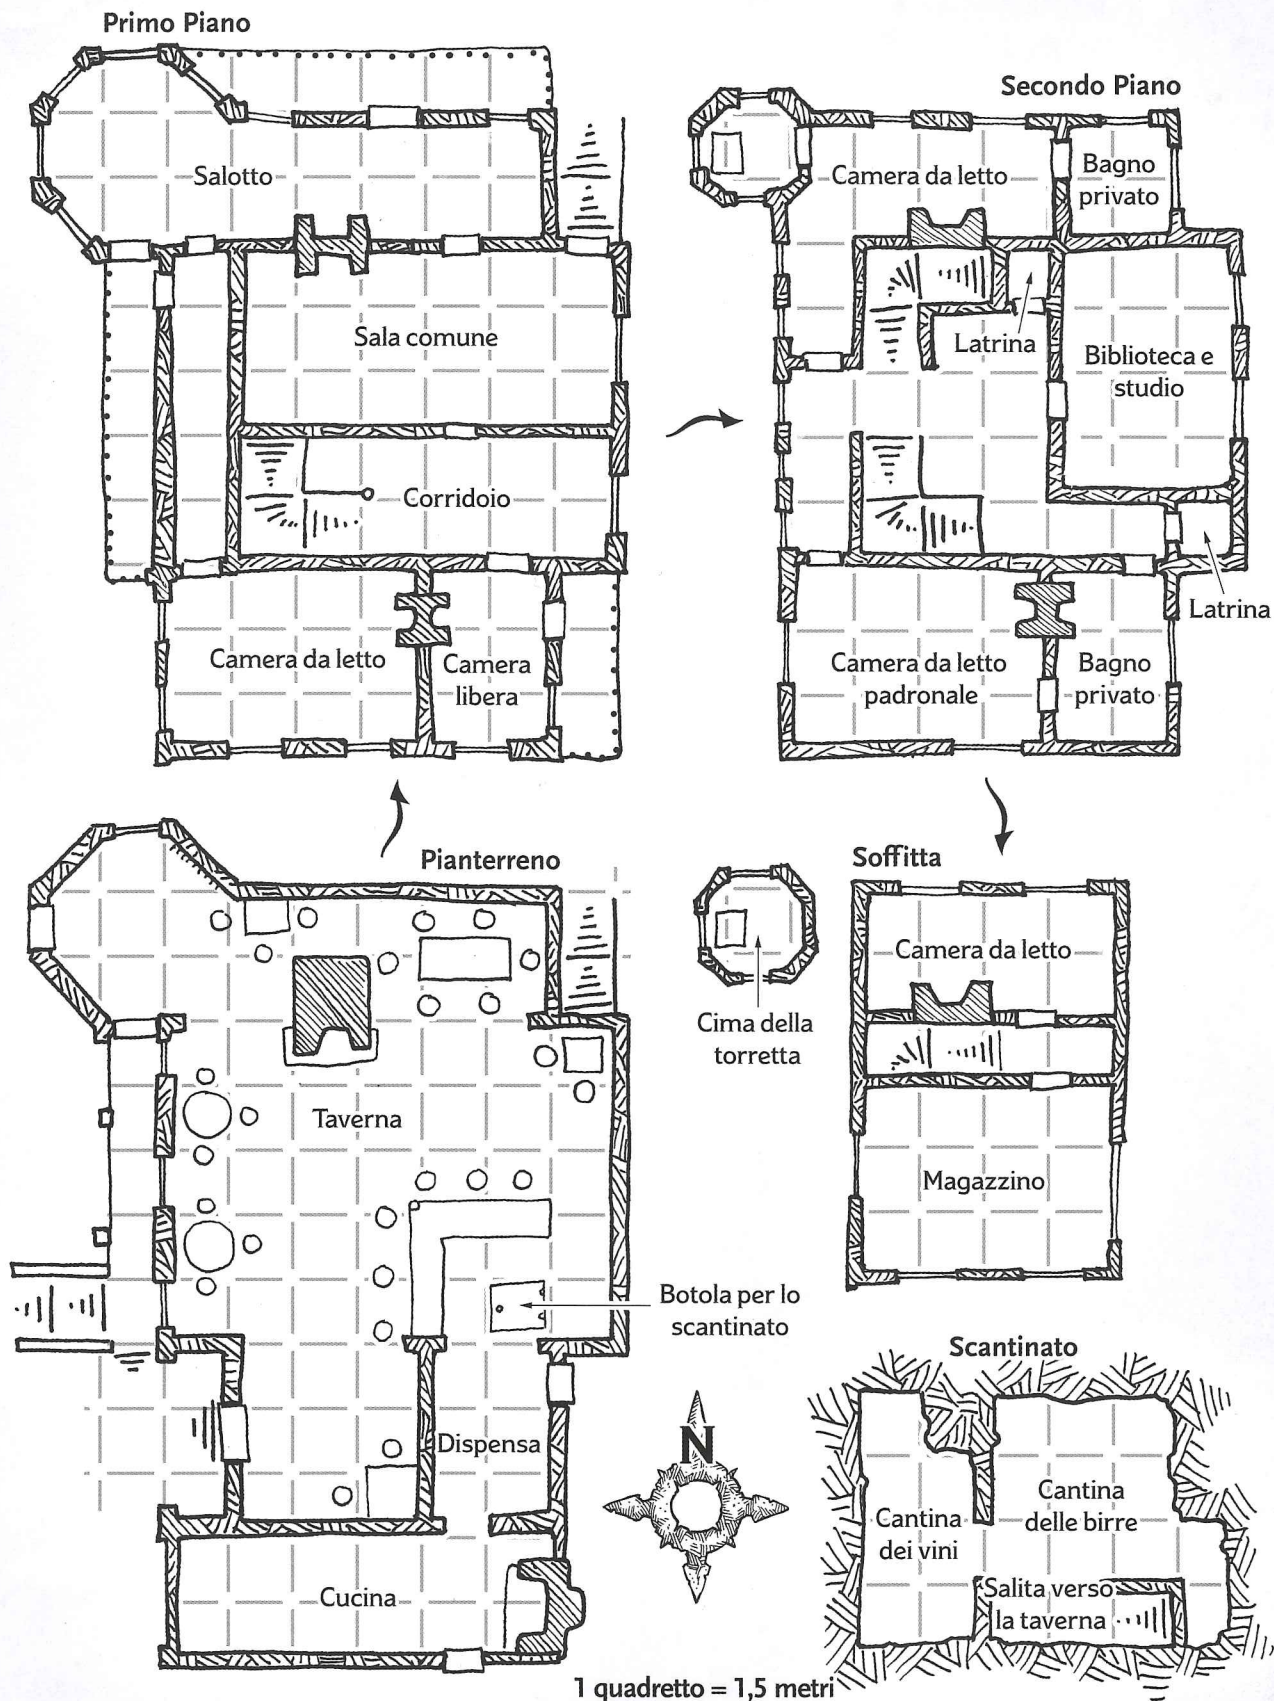 Primo Piano
Salotto
Sala comune
Corridoio
Camera da letto
Camera
libera
Secondo Piano
Camera da letto
Bagno
privato
Latrina
Biblioteca e
studio
Latrina
Camera da letto
padronale
Bagno
privato
Pianterreno
Taverna
Botola per lo
scantinato
Dispensa
Cucina
Soffitta
Camera da letto
Cima della
torretta
Magazzino
N
Scantinato
Cantina
dei vini
Cantina
delle birre
Salita verso
la taverna
1 quadretto = 1,5 metri